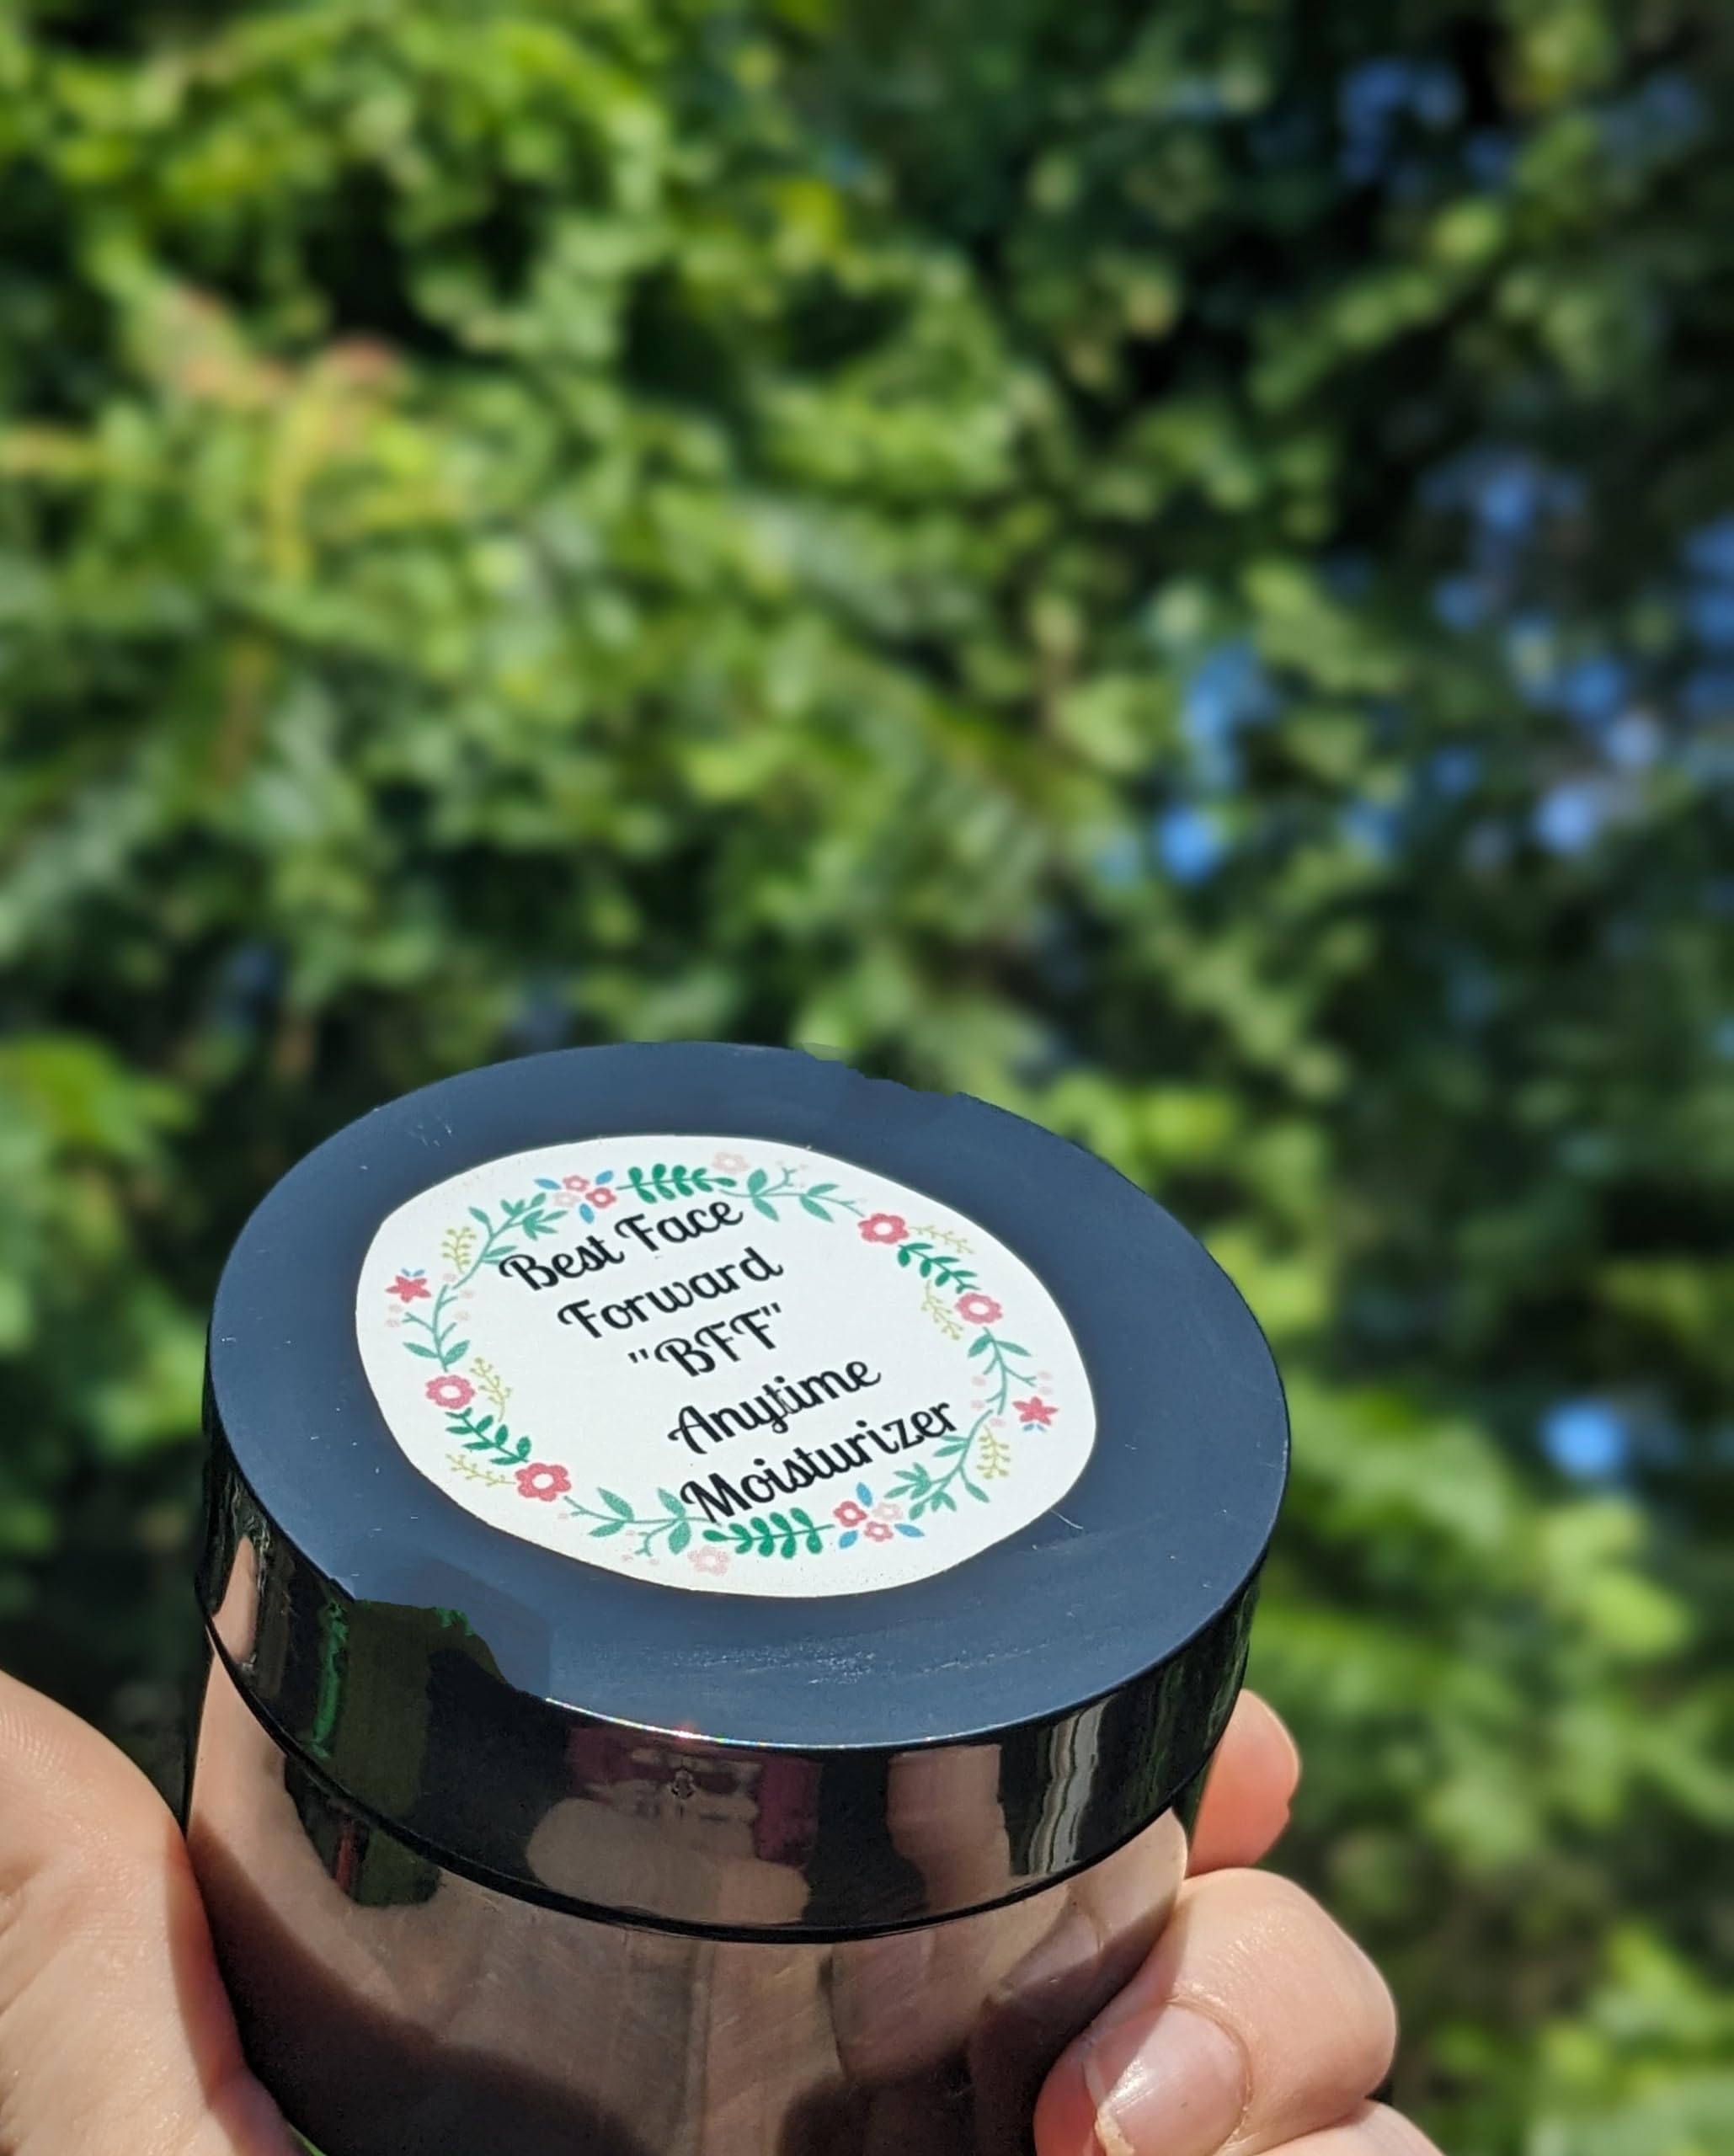 Best Face
Forward
"BFF"
Anytime
Moisturizer